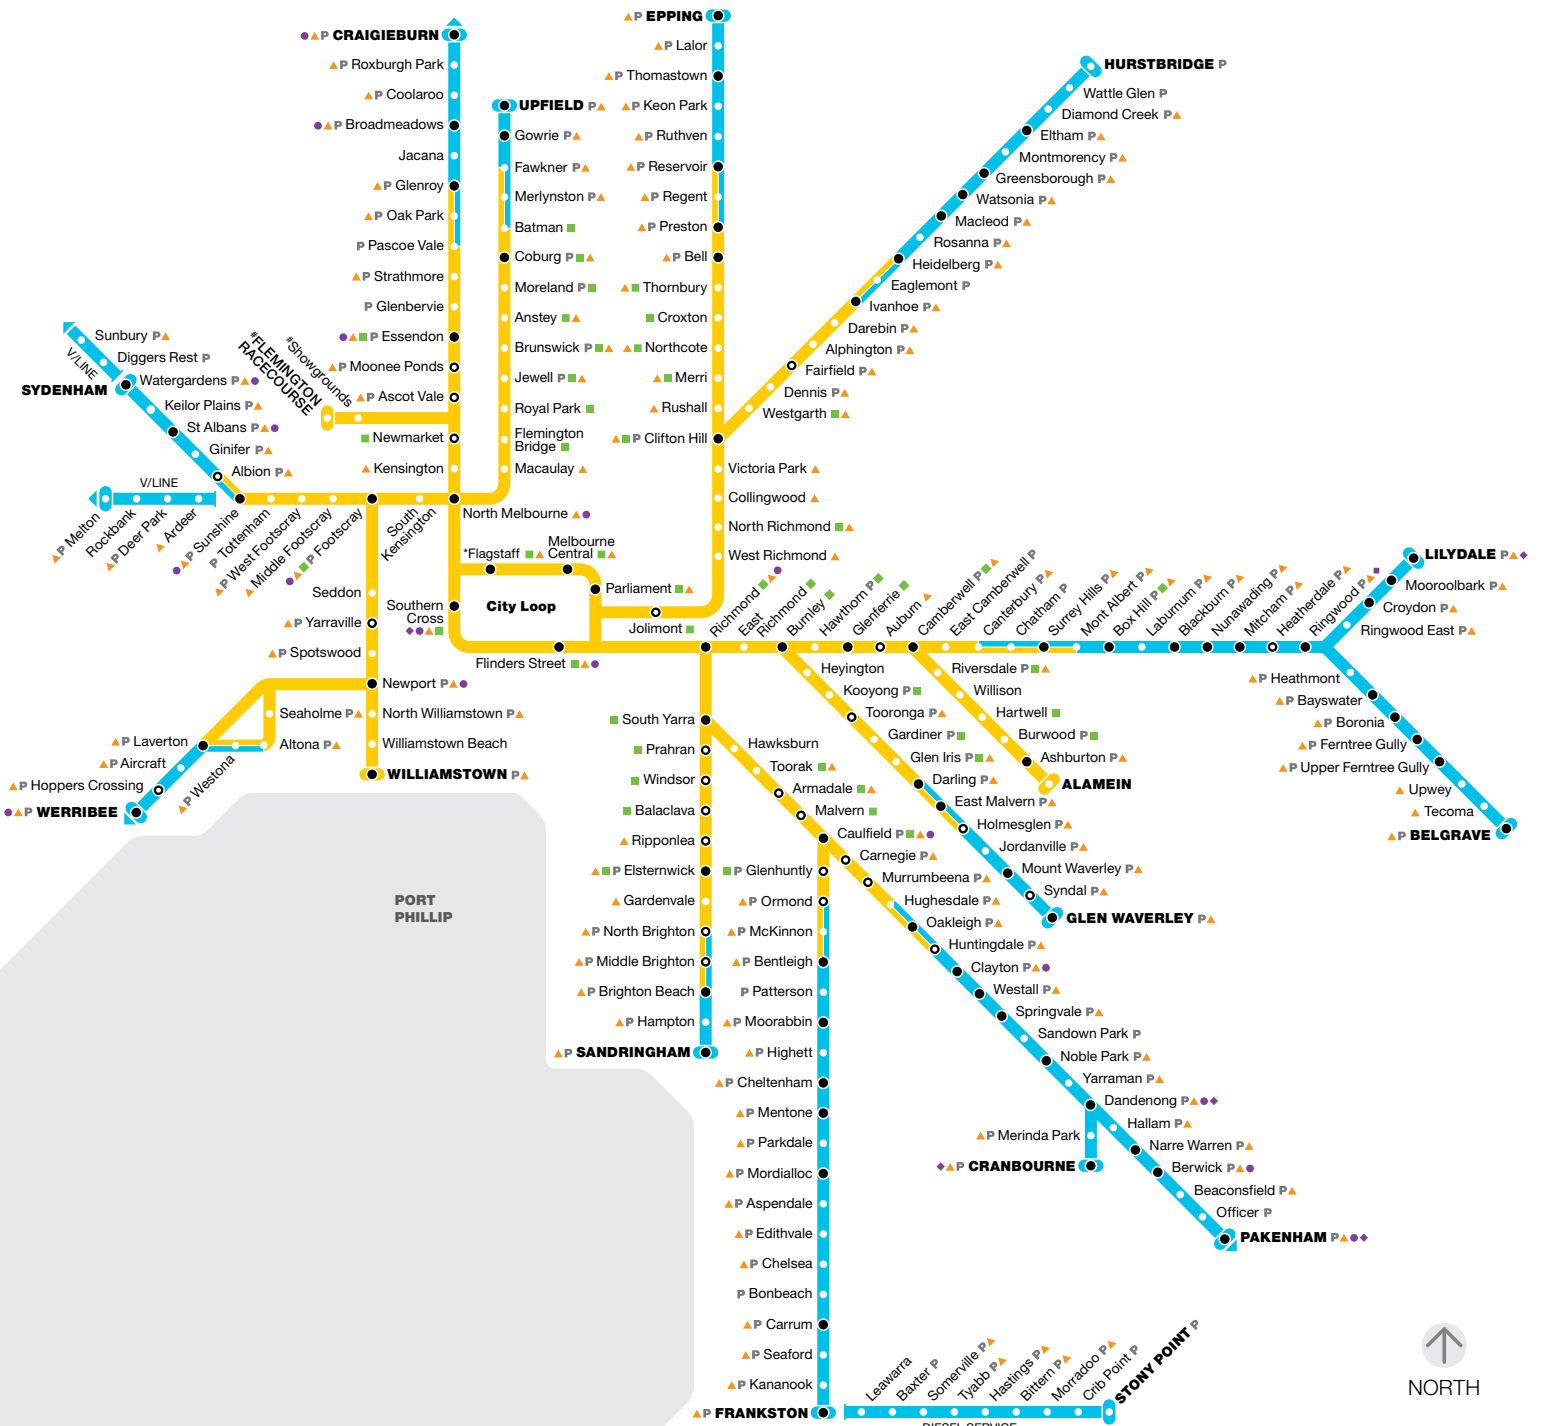 CRAIGIEBURN P
Roxburgh Park P
Coolaroo P
Broadmeadows P
Jacana
Glenroy P
Oak Park P
Pascoe Vale P
Strathmore P
Glenbervie P
Essendon P
Moonee Ponds P
Ascot Vale P
Newmarket
Kensington
#Showgrounds
#FLEMINGTON
RACECOURSE
UPFIELD P
Gowrie P
Fawkner P
Merlynston P
Batman
Coburg P
Moreland P
Anstey
Brunswick P
Jewell P
Royal Park
Flemington
Bridge
Macaulay
P EPPING
P Lalor
P Thomastown
P Keon Park
P Ruthven
P Reservoir
P Regent
P Preston
P Bell
Thornbury
Croxton
Northcote
Merri
Rushall
P Clifton Hill
Victoria Park
Collingwood
North Richmond
West Richmond
HURSTBRIDGE P
Wattle Glen P
Diamond Creek P
Eltham P
Montmorency P
Greensborough P
Watsonia P
Macleod P
Rosanna P
Heidelberg P
Eaglemont P
Ivanhoe P
Darebin P
Alphington P
Fairfield P
Dennis P
Westgarth
Sunbury P
Diggers Rest P
V/LINE
SYDENHAM
Watergardens P
Keilor Plains P
St Albans P
Ginifer P
Albion P
V/LINE
P Melton
Rockbank
P Deer Park
Ardeer
P Sunshine
P Tottenham
P West Footscray
Middle Footscray
P Footscray
South
Kensington
North Melbourne
*Flagstaff
Melbourne
Central
Parliament
City Loop
Southern
Cross
Jolimont
Flinders Street
Seddon
P Yarraville
P Spotswood
Newport P
Seaholme P
North Williamstown P
Altona P
Williamstown Beach
WILLIAMSTOWN P
P Laverton
P Aircraft
P Westona
P Hoppers Crossing
P WERRIBEE
Richmond
East
Richmond
Burnley
Hawthorn P
Glenferrie
Auburn
Camberwell P
East Camberwell P
Canterbury P
Chatham P
Surrey Hills P
Mont Albert P
Box Hill P
Laburnum P
Blackburn P
Nunawading P
Mitcham P
Heatherdale P
Ringwood P
LILYDALE P
Mooroolbark P
Croydon P
Ringwood East P
P Heathmont
P Bayswater
P Boronia
P Ferntree Gully
P Upper Ferntree Gully
Upwey
Tecoma
P BELGRAVE
Riversdale P
Willison
Hartwell
Burwood P
Ashburton P
ALAMEIN
Heyington
Kooyong P
Tooronga P
Gardiner P
Glen Iris P
Darling P
East Malvern P
Holmesglen P
Jordanville P
Mount Waverley P
Syndal P
GLEN WAVERLEY P
South Yarra
Prahran
Windsor
Balaclava
Ripponlea
P Elsternwick
Gardenvale
P North Brighton
P Middle Brighton
P Brighton Beach
P Hampton
P SANDRINGHAM
Hawksburn
Toorak
Armadale
Malvern
Caulfield P
Carnegie P
Murrumbeena P
Hughesdale P
Oakleigh P
Huntingdale P
Clayton P
Westall P
Springvale P
Sandown Park P
Noble Park P
Yarraman P
Dandenong P
Hallam P
Narre Warren P
Berwick P
Beaconsfield P
Officer P
PAKENHAM P
P Merinda Park
P CRANBOURNE
P Glenhuntly
P Ormond
P McKinnon
P Bentleigh
P Patterson
P Moorabbin
P Highett
P Cheltenham
P Mentone
P Parkdale
P Mordialloc
P Aspendale
P Edithvale
P Chelsea
P Bonbeach
P Carrum
P Seaford
P Kananook
P FRANKSTON
Leawarra
Baxter P
Somerville P
Tyabb P
Hastings P
Bittern P
Morradoo P
Crib Point P
STONY POINT P
DIESEL SERVICE
PORT
PHILLIP
NORTH